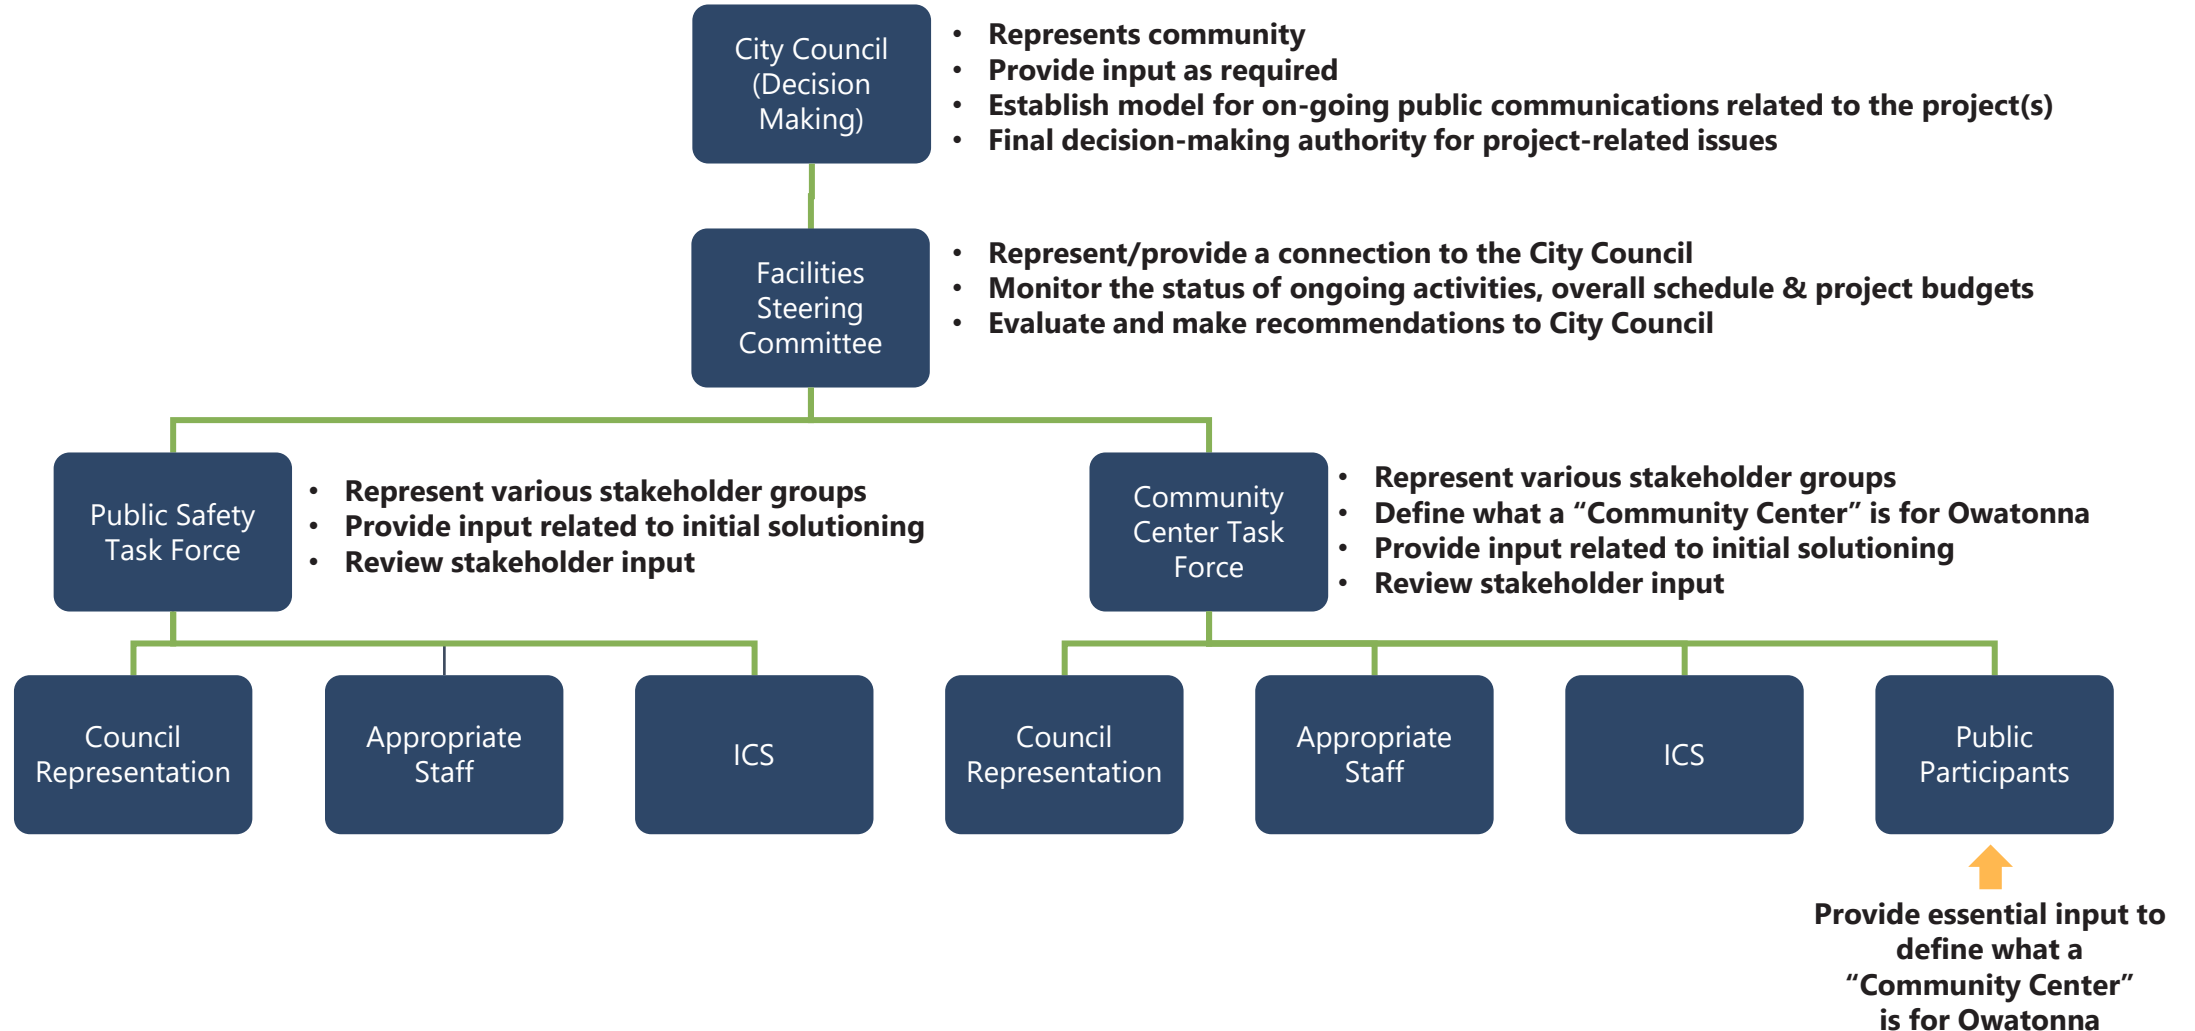 City Council
(Decision
Making)
• Represents community
• Provide input as required
• Establish model for on-going public communications related to the project(s)
• Final decision-making authority for project-related issues
Facilities
Steering
Committee
• Represent/provide a connection to the City Council
• Monitor the status of ongoing activities, overall schedule & project budgets
• Evaluate and make recommendations to City Council
Public Safety
Task Force
• Represent various stakeholder groups
• Provide input related to initial solutioning
• Review stakeholder input
Community
Center Task
Force
• Represent various stakeholder groups
• Define what a “Community Center” is for Owatonna
• Provide input related to initial solutioning
• Review stakeholder input
Council
Representation
Appropriate
Staff
ICS
Council
Representation
Appropriate
Staff
ICS
Public
Participants
Provide essential input to
define what a
“Community Center”
is for Owatonna